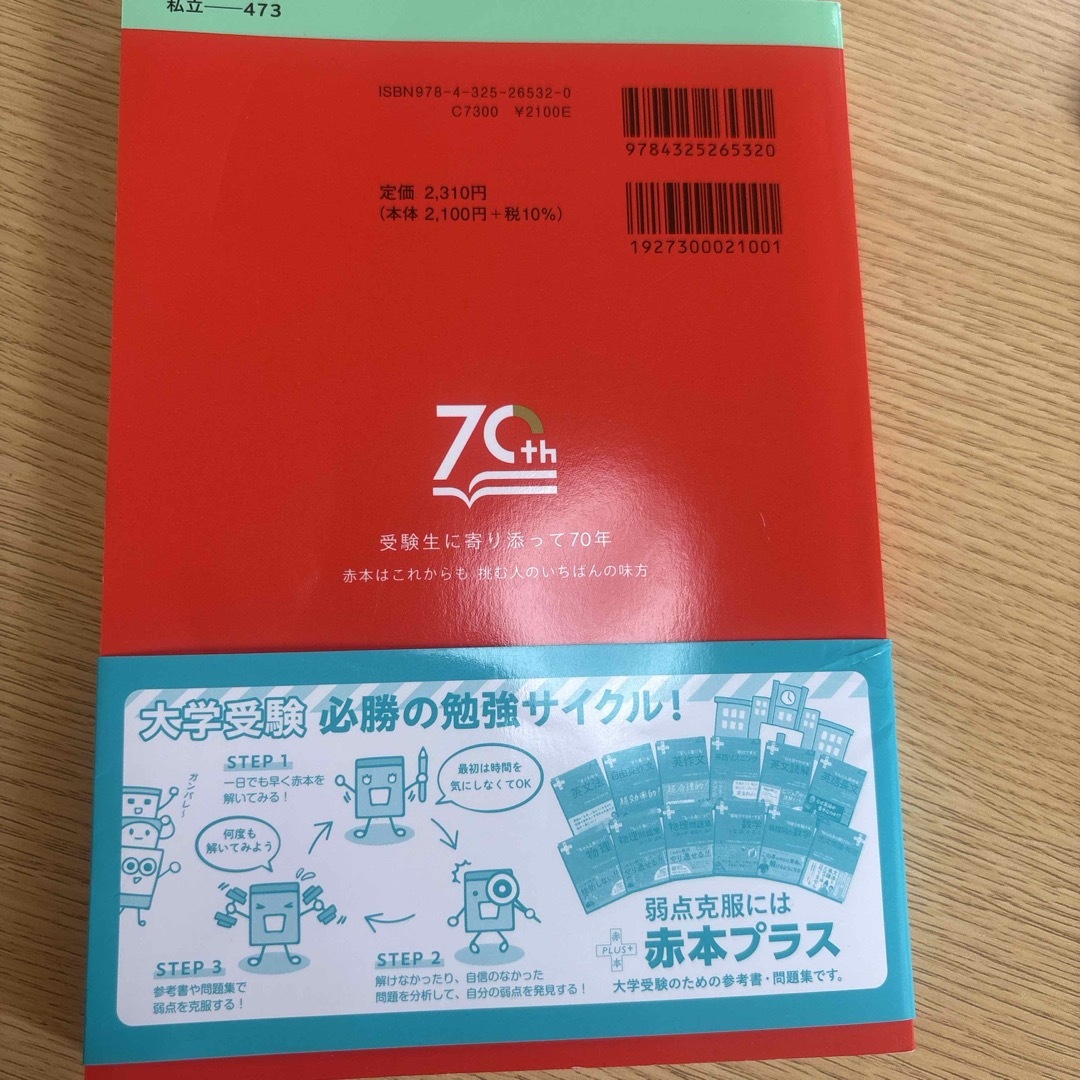 私立――473
ISBN978-4-325-26532-0
C7300 ¥2100E
9784325265320
定価 2,310円
(本体 2,100円+税10%)
1927300021001
70th
受験生に寄り添って70年
赤本はこれからも 挑む人のいちばんの味方
大学受験 必勝の勉強サイクル!
STEP 1
一日でも早く赤本を
解いてみる!
最初は時間を
気にしなくてOK
ガンバレ〜
何度も
解いてみよう
STEP 2
解けなかったり、自信のなかった
問題を分析して、自分の弱点を発見する!
STEP 3
参考書や問題集で
弱点を克服する!
英作文
英文読解
弱点克服には
赤本プラス
赤
PLUS+
本
大学受験のための参考書・問題集です。